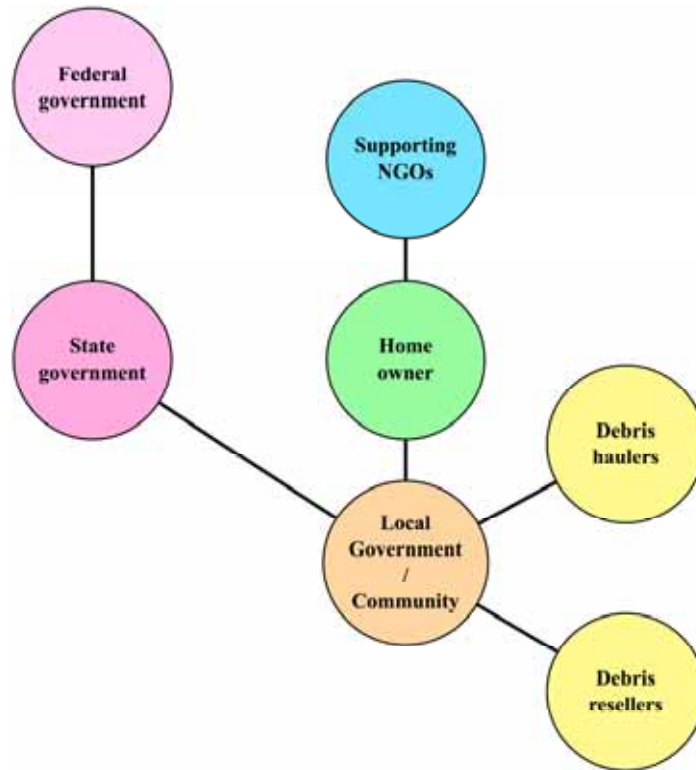 Federal
government
Supporting
NGOs
State
government
Home
owner
Debris
haulers
Local
Government
/
Community
Debris
resellers